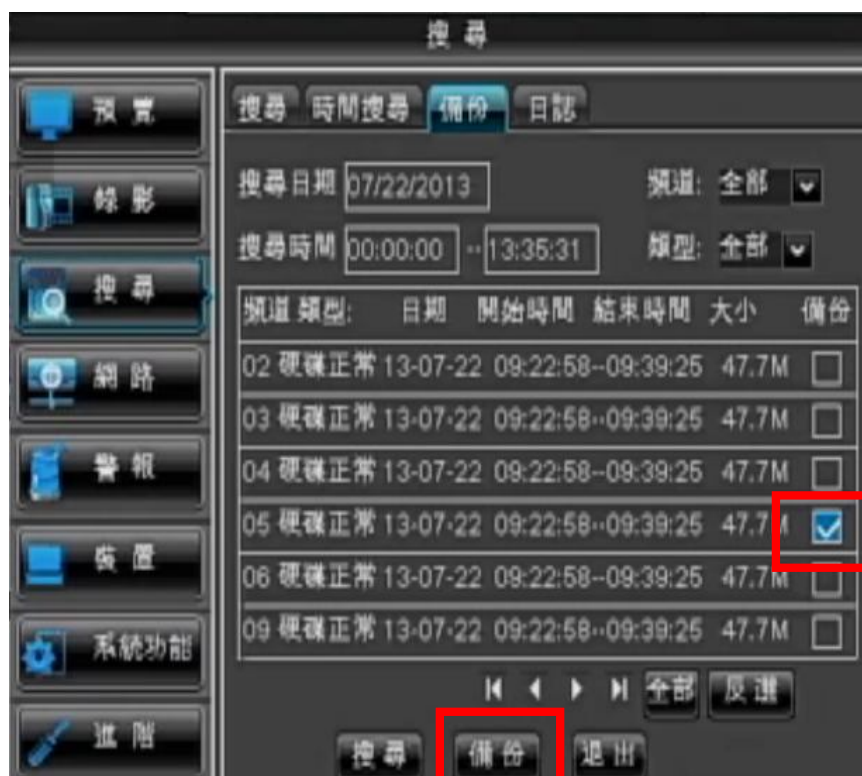 搜尋
預覽
錄影
搜尋
網路
警報
裝置
系統功能
進階
搜尋 時間搜尋 備份 日誌
搜尋日期 07/22/2013 頻道: 全部
搜尋時間 00:00:00 -- 13:35:31 類型: 全部
頻道 類型: 日期 開始時間 結束時間 大小 備份
02 硬碟正常 13-07-22 09:22:58--09:39:25 47.7M
03 硬碟正常 13-07-22 09:22:58--09:39:25 47.7M
04 硬碟正常 13-07-22 09:22:58--09:39:25 47.7M
05 硬碟正常 13-07-22 09:22:58--09:39:25 47.7M
06 硬碟正常 13-07-22 09:22:58--09:39:25 47.7M
09 硬碟正常 13-07-22 09:22:58--09:39:25 47.7M
全部 反選
搜尋 備份 退出